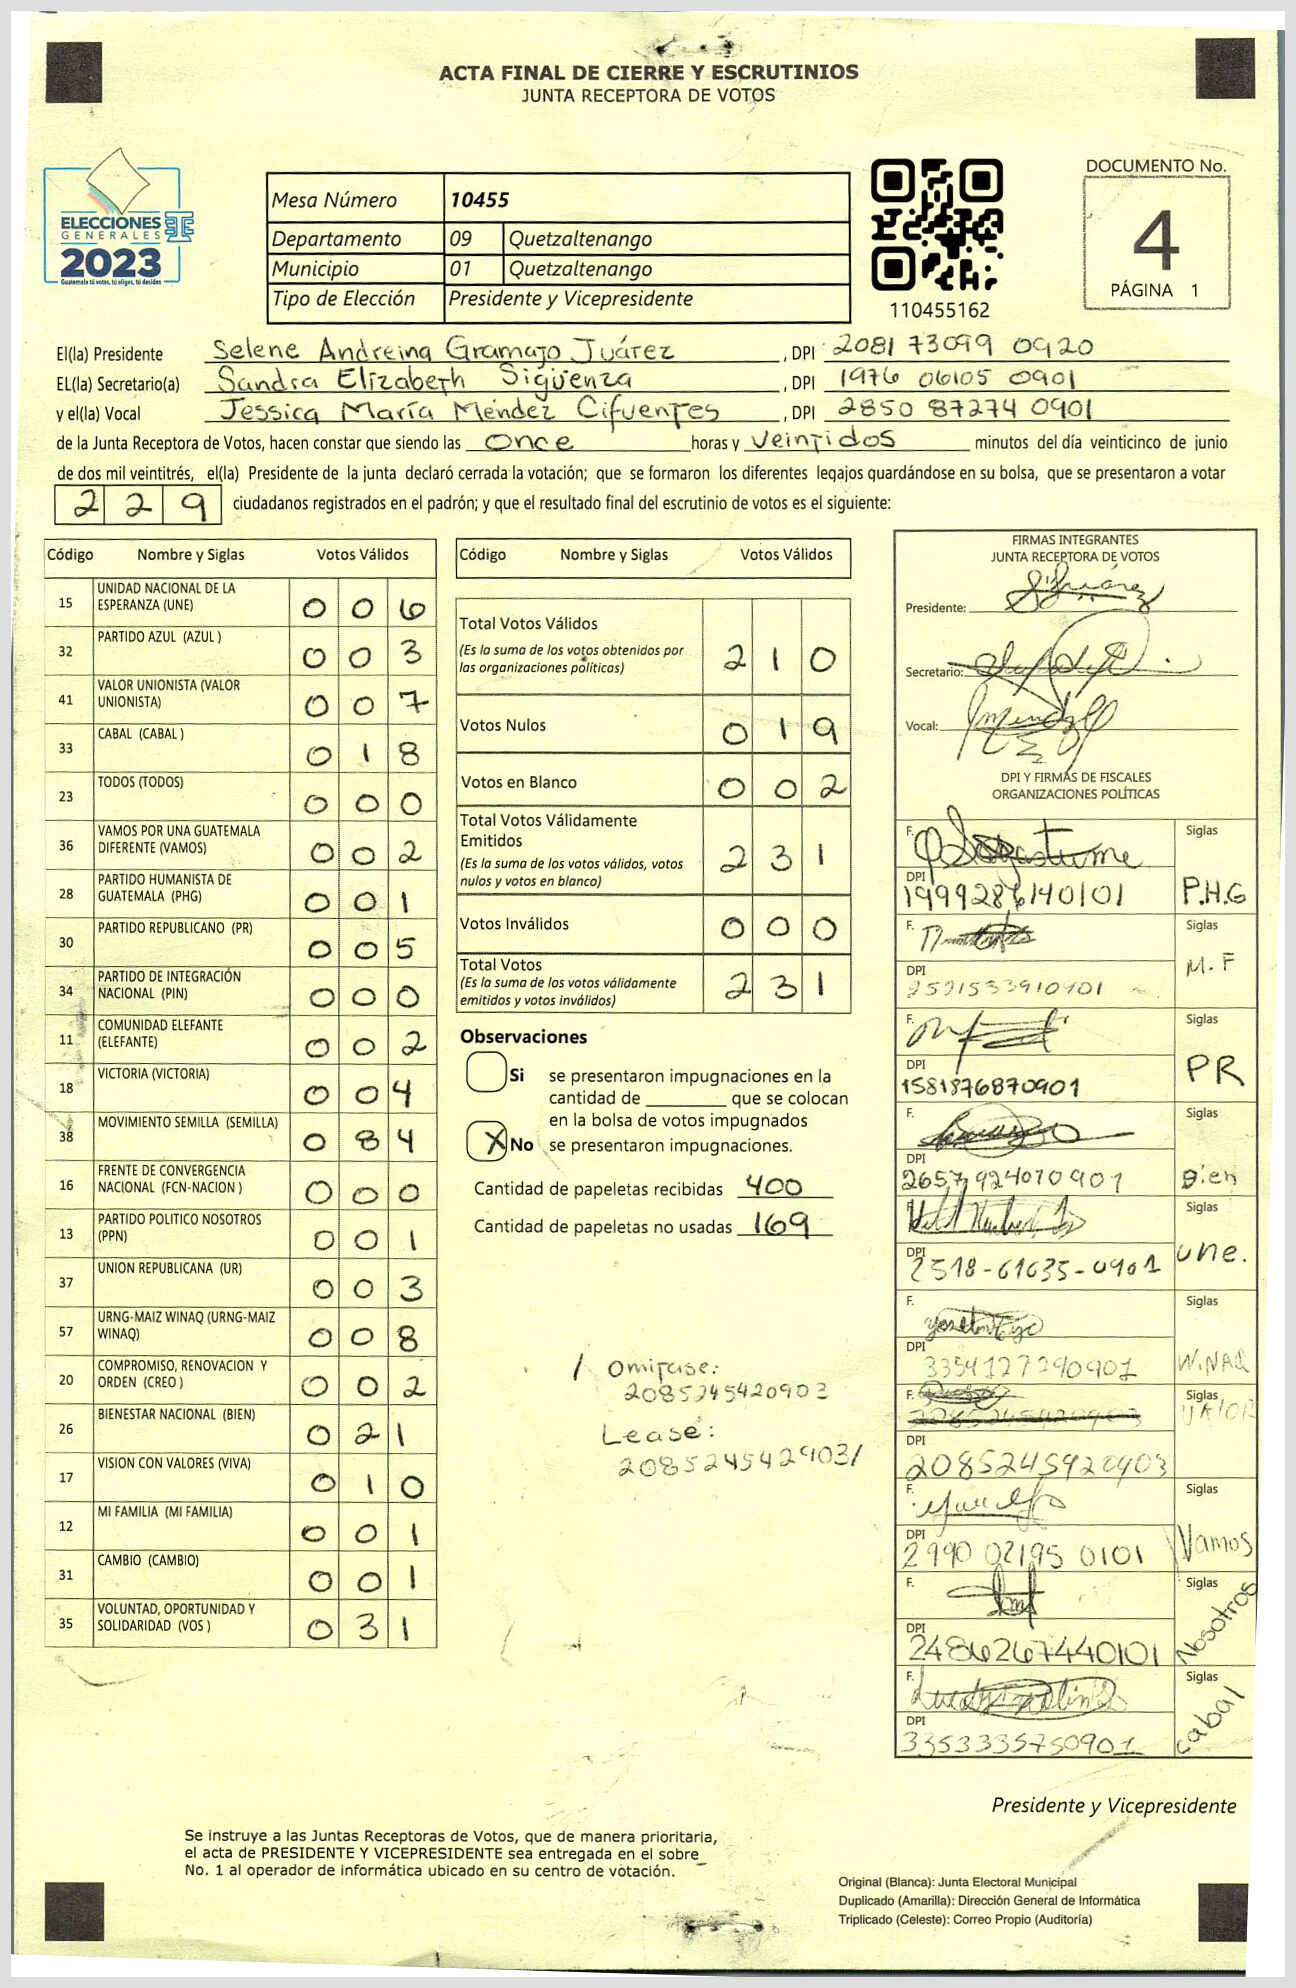 ACTA FINAL DE CIERRE Y ESCRUTINIOS
JUNTA RECEPTORA DE VOTOS
ELECCIONES
GENERALES
2023
Guatemala tú votas, tú eliges, tú decides
Mesa Número 10455
Departamento 09 Quetzaltenango
Municipio 01 Quetzaltenango
Tipo de Elección Presidente y Vicepresidente
110455162
DOCUMENTO No.
4
PÁGINA 1
El(la) Presidente Selene Andreina Gramajo Juárez , DPI 2081 73099 0920
EL(la) Secretario(a) Sandra Elizabeth Sigüenza , DPI 1976 06105 0901
y el(la) Vocal Jessica María Méndez Cifuentes , DPI 2850 87274 0901
de la Junta Receptora de Votos, hacen constar que siendo las once horas y veintidos minutos del día veinticinco de junio
de dos mil veintitrés, el(la) Presidente de la junta declaró cerrada la votación; que se formaron los diferentes legajos guardándose en su bolsa, que se presentaron a votar
229 ciudadanos registrados en el padrón; y que el resultado final del escrutinio de votos es el siguiente:
Código Nombre y Siglas Votos Válidos
15 UNIDAD NACIONAL DE LA ESPERANZA (UNE) 0 0 6
32 PARTIDO AZUL (AZUL ) 0 0 3
41 VALOR UNIONISTA (VALOR UNIONISTA) 0 0 7
33 CABAL (CABAL ) 0 1 8
23 TODOS (TODOS) 0 0 0
36 VAMOS POR UNA GUATEMALA DIFERENTE (VAMOS) 0 0 2
28 PARTIDO HUMANISTA DE GUATEMALA (PHG) 0 0 1
30 PARTIDO REPUBLICANO (PR) 0 0 5
34 PARTIDO DE INTEGRACIÓN NACIONAL (PIN) 0 0 0
11 COMUNIDAD ELEFANTE (ELEFANTE) 0 0 2
18 VICTORIA (VICTORIA) 0 0 4
38 MOVIMIENTO SEMILLA (SEMILLA) 0 8 4
16 FRENTE DE CONVERGENCIA NACIONAL (FCN-NACION ) 0 0 0
13 PARTIDO POLITICO NOSOTROS (PPN) 0 0 1
37 UNION REPUBLICANA (UR) 0 0 3
57 URNG-MAIZ WINAQ (URNG-MAIZ WINAQ) 0 0 8
20 COMPROMISO, RENOVACION Y ORDEN (CREO ) 0 0 2
26 BIENESTAR NACIONAL (BIEN) 0 2 1
17 VISION CON VALORES (VIVA) 0 1 0
12 MI FAMILIA (MI FAMILIA) 0 0 1
31 CAMBIO (CAMBIO) 0 0 1
35 VOLUNTAD, OPORTUNIDAD Y SOLIDARIDAD (VOS ) 0 3 1
Código Nombre y Siglas Votos Válidos
Total Votos Válidos 2 1 0
(Es la suma de los votos obtenidos por
las organizaciones políticas)
Votos Nulos 0 1 9
Votos en Blanco 0 0 2
Total Votos Válidamente
Emitidos 2 3 1
(Es la suma de los votos válidos, votos
nulos y votos en blanco)
Votos Inválidos 0 0 0
Total Votos 2 3 1
(Es la suma de los votos válidamente
emitidos y votos inválidos)
Observaciones
Si se presentaron impugnaciones en la
cantidad de ________ que se colocan
en la bolsa de votos impugnados
X No se presentaron impugnaciones.
Cantidad de papeletas recibidas 400
Cantidad de papeletas no usadas 169
/ Omitase:
2085245420903
Lease:
2085245429031
FIRMAS INTEGRANTES
JUNTA RECEPTORA DE VOTOS
Presidente:
Secretario:
Vocal:
DPI Y FIRMAS DE FISCALES
ORGANIZACIONES POLÍTICAS
F. Siglas
DPI
1999286140101 P.H.G
F. Siglas
DPI M.F
2521533910901
F. Siglas
DPI PR
1581876870901
F. Siglas
DPI
2657924070901 Bien
F. Siglas
DPI une.
2518-61635-0901
F. Siglas
DPI
3354127290901 WINAQ
F. Siglas
VALOR
DPI
2085245920903
F. Siglas
DPI Vamos
2990 02195 0101
F. Siglas
DPI Nosotros
2486267440101
F. Siglas
DPI cabal
3353335750901
Presidente y Vicepresidente
Se instruye a las Juntas Receptoras de Votos, que de manera prioritaria,
el acta de PRESIDENTE Y VICEPRESIDENTE sea entregada en el sobre
No. 1 al operador de informática ubicado en su centro de votación.
Original (Blanca): Junta Electoral Municipal
Duplicado (Amarilla): Dirección General de Informática
Triplicado (Celeste): Correo Propio (Auditoría)